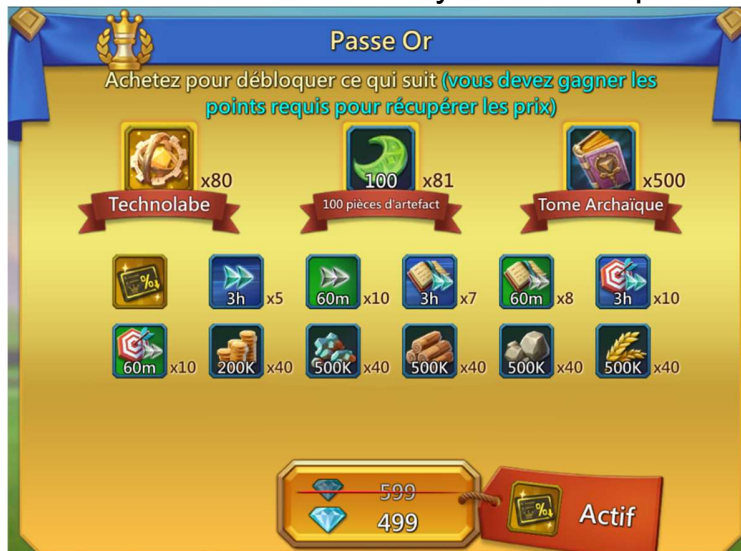 Passe Or
Achetez pour débloquer ce qui suit (vous devez gagner les
points requis pour récupérer les prix)
x80
100 x81
x500
Technolabe
100 pièces d'artefact
Tome Archaïque
%
3h x5
60m x10
3h x7
60m x8
3h x10
60m x10
200K x40
500K x40
500K x40
500K x40
500K x40
599
499
% Actif